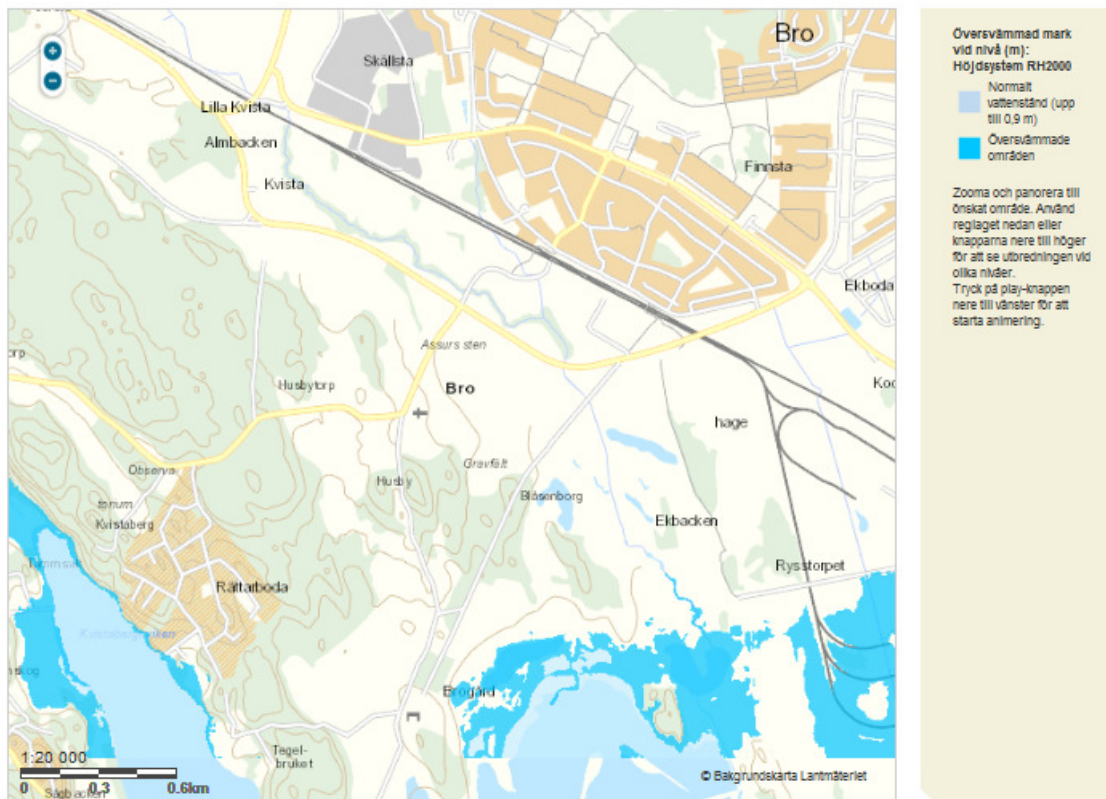 Bro
Skällsta
Lilla Kvista
Almbacken
Kvista
Finnsta
Ekboda
Assurs sten
Husbytorp
Bro
hage
Observa
torium
Kvistaberg
Gravfält
Husby
Blåsenborg
Ekbacken
Rättarboda
Rysstorpet
Brogård
Tegel-
bruket
1:20 000
0 0.3 0.6km
© Bakgrundskarta Lantmäteriet
Översvämmad mark
vid nivå (m):
Höjdsystem RH2000
Normalt
vattenstånd (upp
till 0,9 m)
Översvämmade
områden
Zooma och panorera till
önskat område. Använd
reglaget nedan eller
knapparna nere till höger
för att se utbredningen vid
olika nivåer.
Tryck på play-knappen
nere till vänster för att
starta animering.